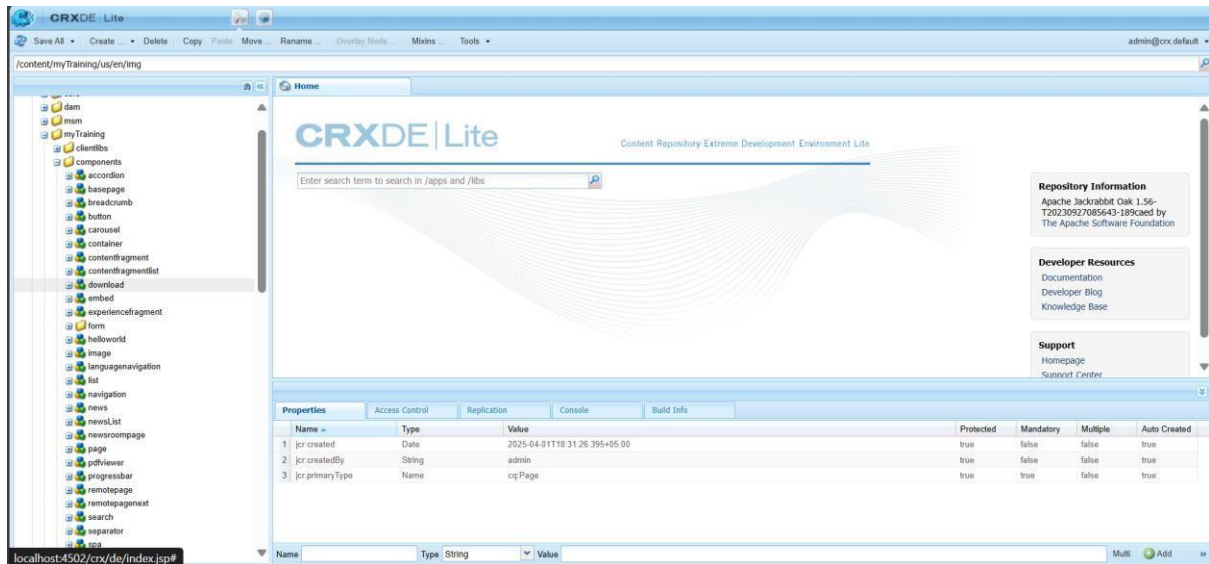 CRXDE Lite
Save All Create ... Delete Copy Paste Move ... Rename ... Overlay Node ... Mixins ... Tools admin@crx.default
/content/myTraining/us/en/img
Home
dam
msm
myTraining
clientlibs
components
accordion
basepage
breadcrumb
button
carousel
container
contentfragment
contentfragmentlist
download
embed
experiencefragment
form
helloworld
image
languagenavigation
list
navigation
news
newsList
newsroompage
page
pdfviewer
progressbar
remotepage
remotepagenext
search
separator
spa
localhost:4502/crx/de/index.jsp#
CRXDE | Lite
Content Repository Extreme Development Environment Lite
Enter search term to search in /apps and /libs
Repository Information
Apache Jackrabbit Oak 1.56-
T20230927085643-189caed by
The Apache Software Foundation
Developer Resources
Documentation
Developer Blog
Knowledge Base
Support
Homepage
Support Center
Properties Access Control Replication Console Build Info
Name Type Value Protected Mandatory Multiple Auto Created
1 jcr:created Date 2025-04-01T18:31:26.395+05:00 true false false true
2 jcr:createdBy String admin true false false true
3 jcr:primaryType Name cq:Page true true false true
Name Type String Value Multi Add